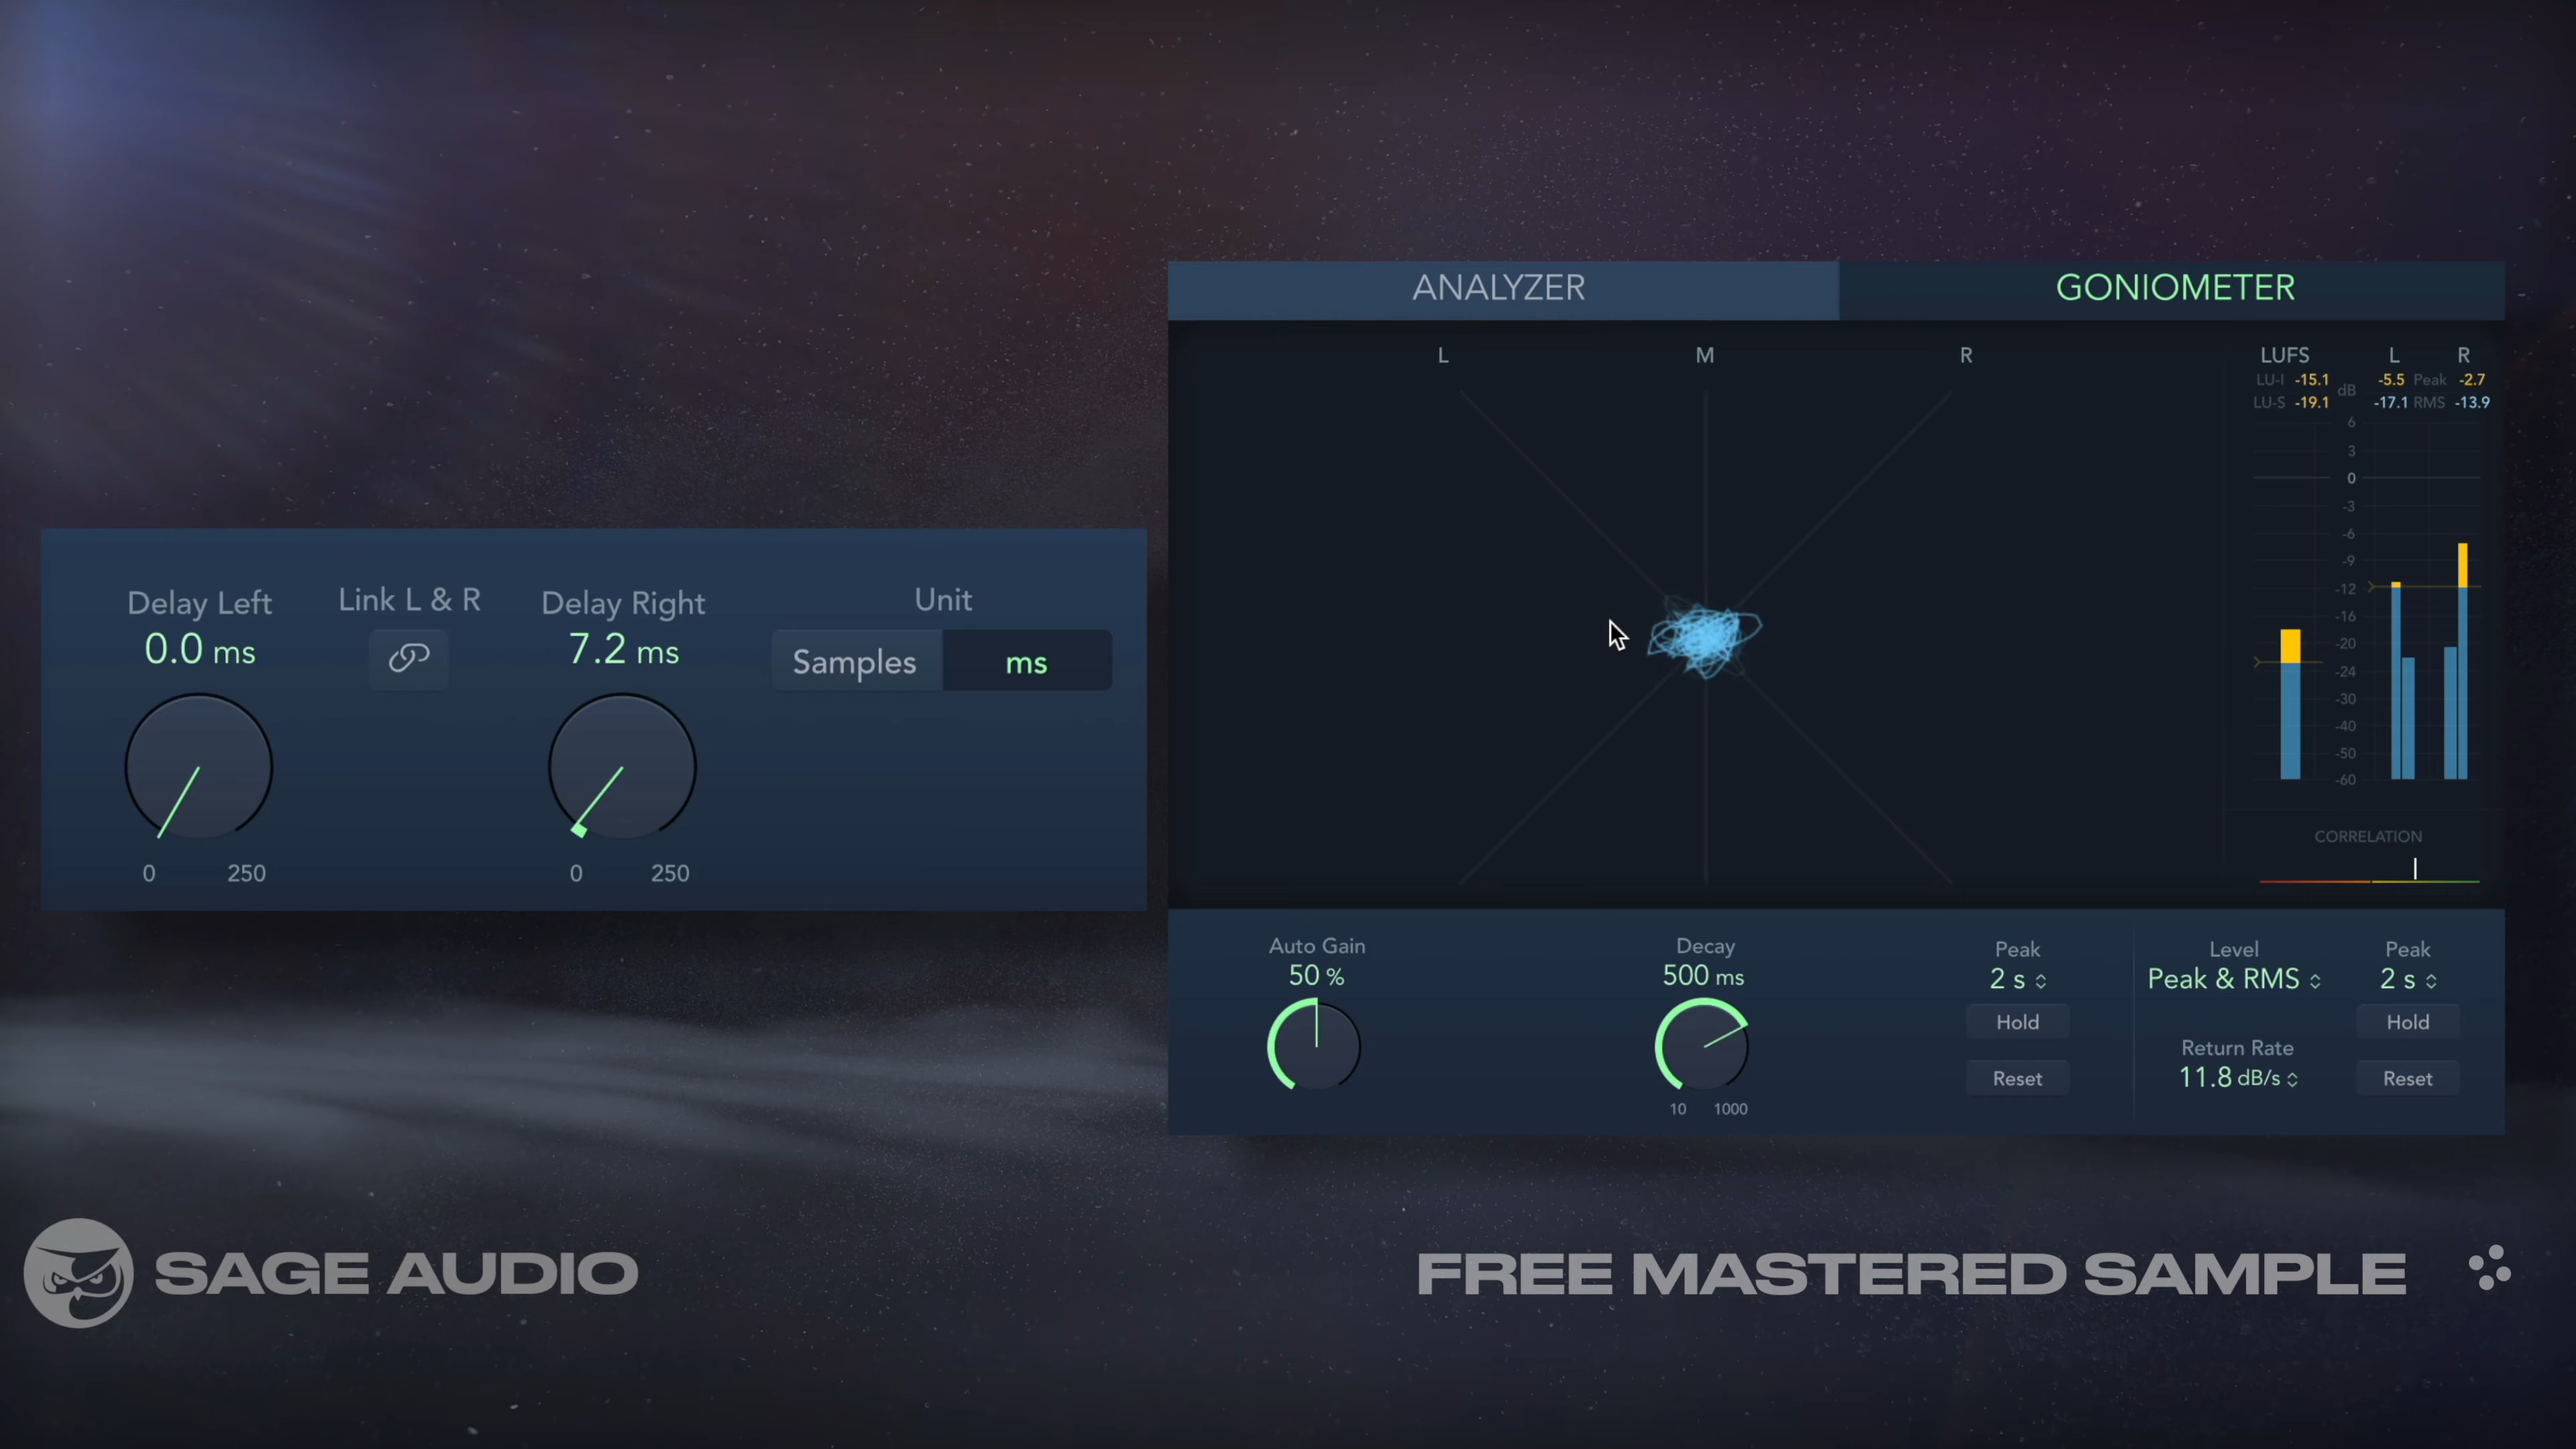 ANALYZER
GONIOMETER
L
M
R
LUFS
L
R
LU-I -15.1
dB
-5.5 Peak -2.7
LU-S -19.1
-17.1 RMS -13.9
6
3
0
-3
-6
-9
-12
-16
-20
-24
-30
-40
-50
-60
CORRELATION
Delay Left
0.0 ms
0
250
Link L & R
Delay Right
7.2 ms
0
250
Unit
Samples
ms
Auto Gain
50 %
Decay
500 ms
10
1000
Peak
2 s
Hold
Reset
Level
Peak & RMS
Return Rate
11.8 dB/s
Peak
2 s
Hold
Reset
SAGE AUDIO
FREE MASTERED SAMPLE